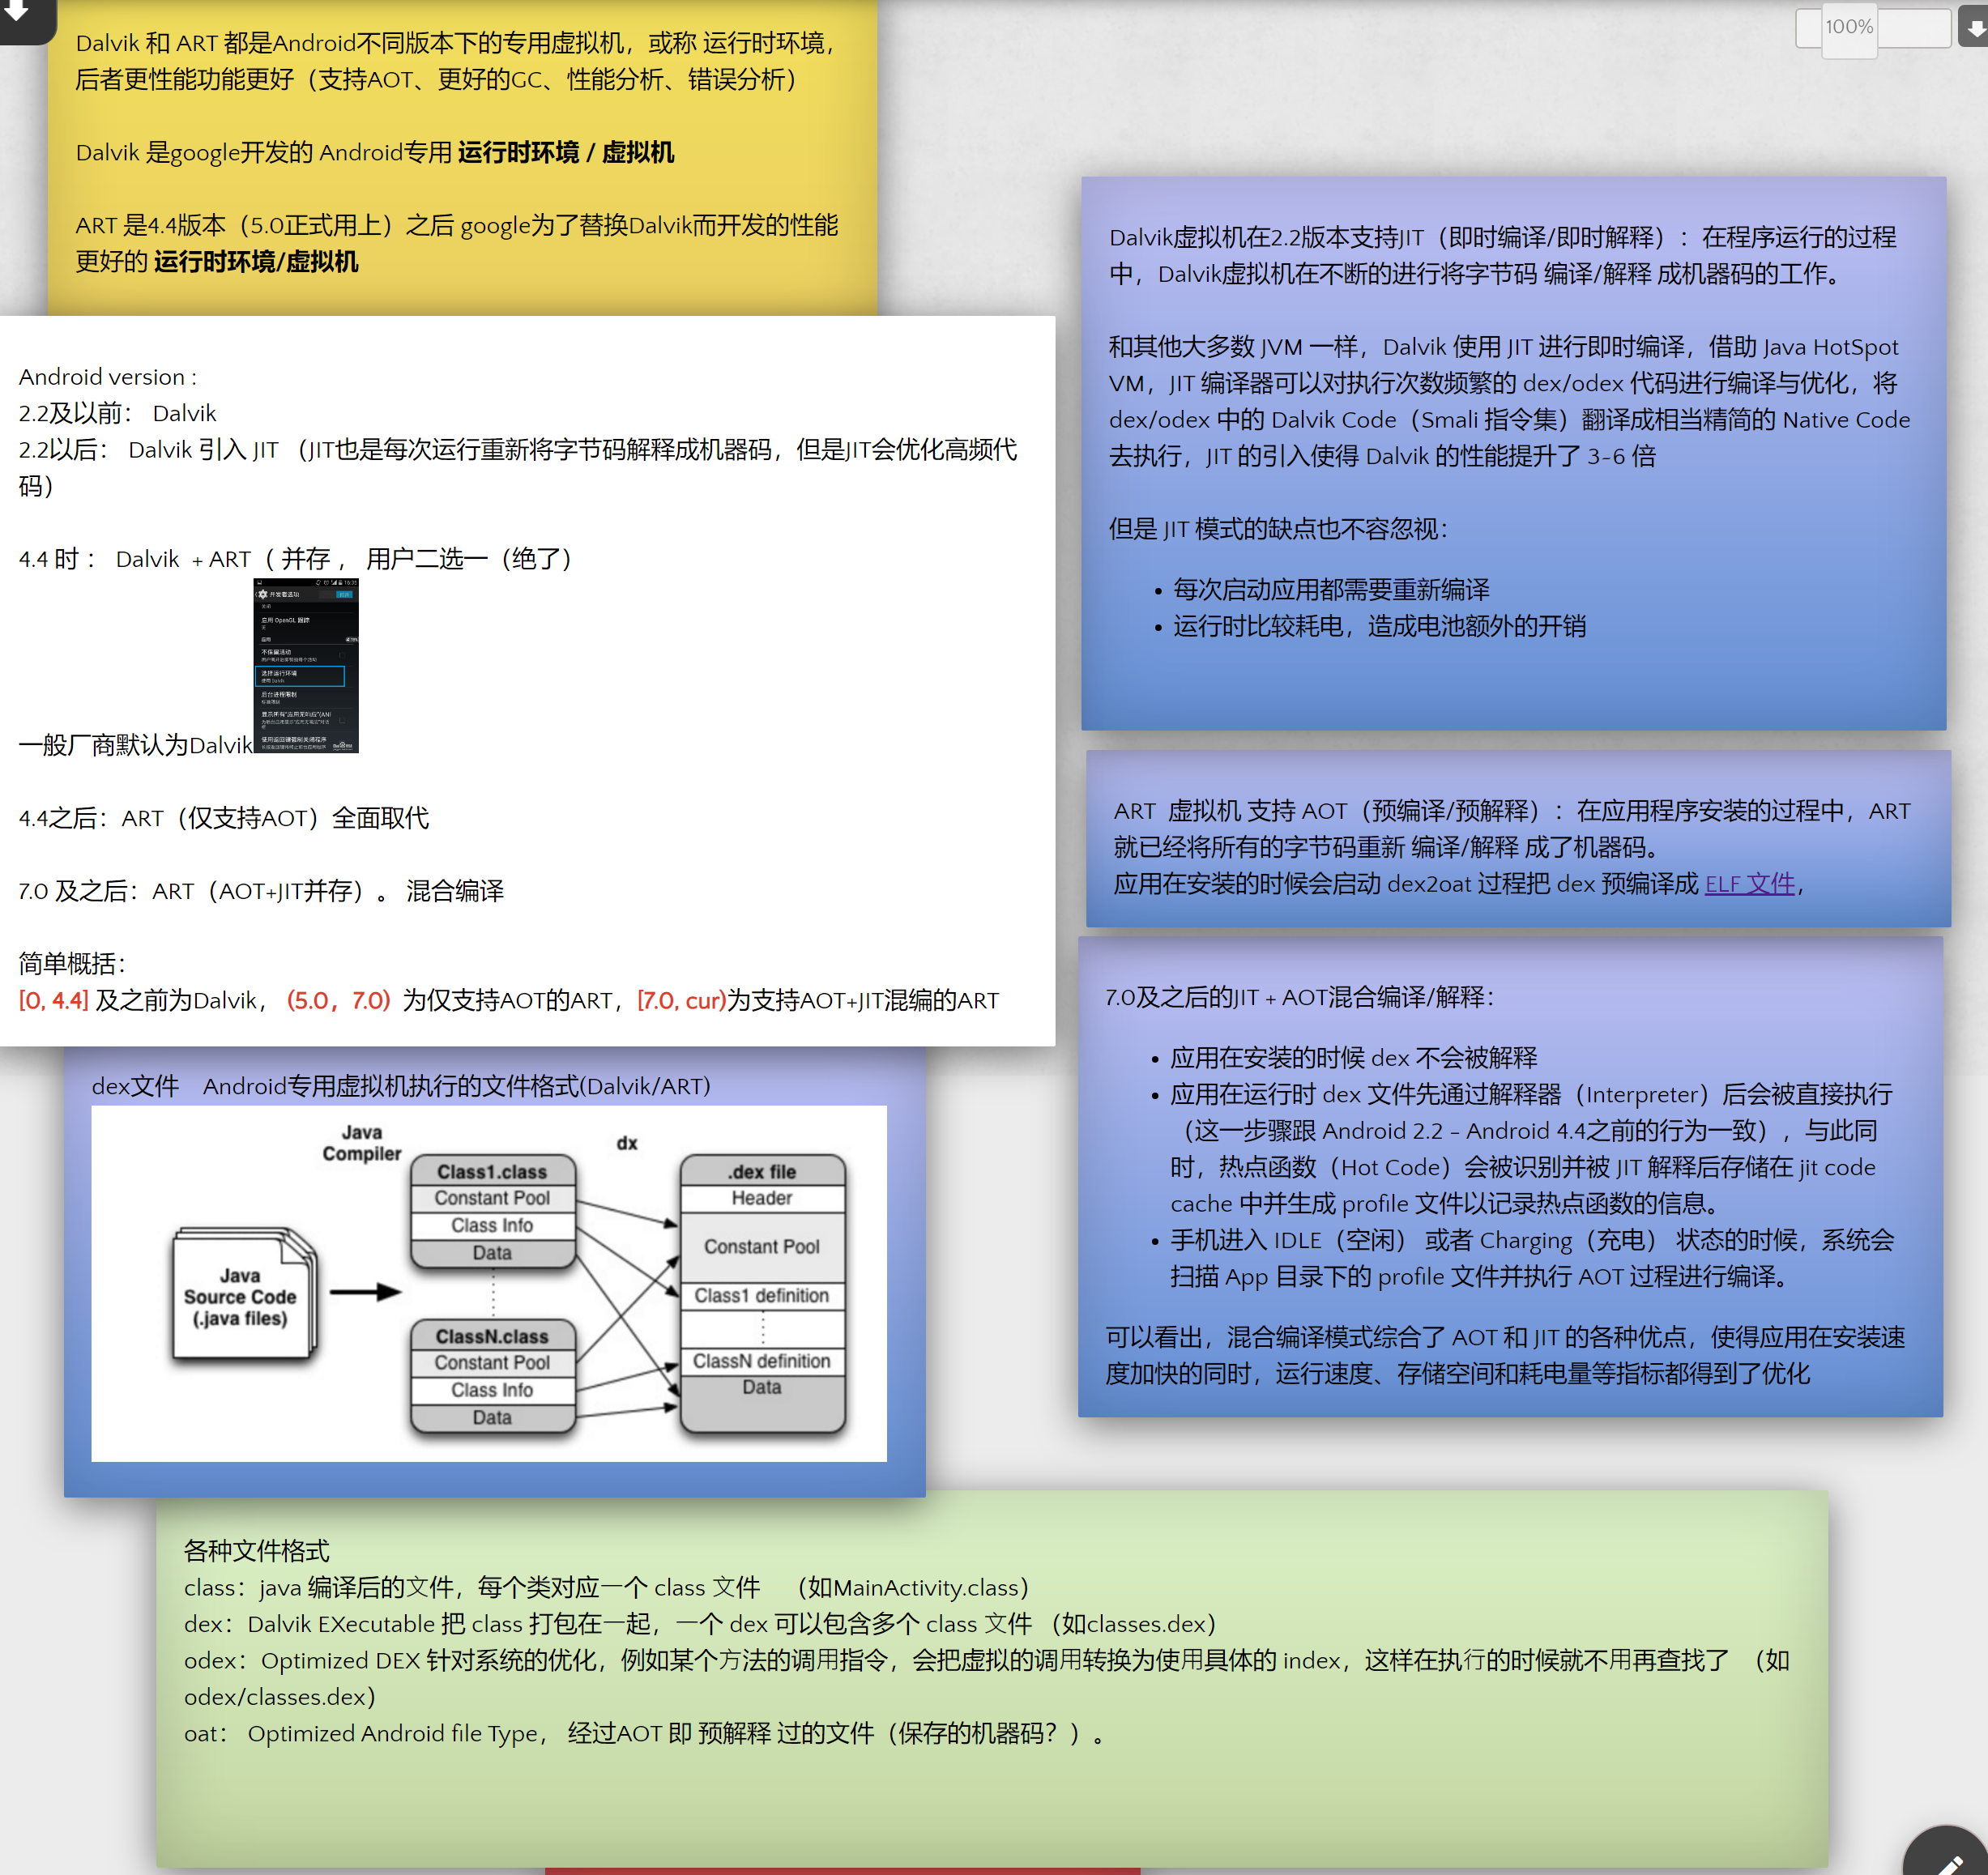 Dalvik 和 ART 都是Android不同版本下的专用虚拟机，或称 运行时环境，
后者更性能功能更好（支持AOT、更好的GC、性能分析、错误分析）
Dalvik 是google开发的 Android专用 运行时环境 / 虚拟机
ART 是4.4版本（5.0正式用上）之后 google为了替换Dalvik而开发的性能
更好的 运行时环境/虚拟机
Android version :
2.2及以前： Dalvik
2.2以后： Dalvik 引入 JIT （JIT也是每次运行重新将字节码解释成机器码，但是JIT会优化高频代
码）
4.4 时 ： Dalvik + ART（ 并存 ， 用户二选一（绝了）
开发者选项
启用 OpenGL 跟踪
无
应用
不保留活动
选择运行环境
使用 Dalvik
后台进程限制
标准限制
一般厂商默认为Dalvik
4.4之后：ART（仅支持AOT）全面取代
7.0 及之后：ART（AOT+JIT并存）。 混合编译
简单概括：
[0, 4.4] 及之前为Dalvik， (5.0，7.0) 为仅支持AOT的ART，[7.0, cur)为支持AOT+JIT混编的ART
dex文件 Android专用虚拟机执行的文件格式(Dalvik/ART)
Java
Compiler
dx
Java
Source Code
(.java files)
Class1.class
Constant Pool
Class Info
Data
ClassN.class
Constant Pool
Class Info
Data
.dex file
Header
Constant Pool
Class1 definition
ClassN definition
Data
100%
Dalvik虚拟机在2.2版本支持JIT（即时编译/即时解释）：在程序运行的过程
中，Dalvik虚拟机在不断的进行将字节码 编译/解释 成机器码的工作。
和其他大多数 JVM 一样，Dalvik 使用 JIT 进行即时编译，借助 Java HotSpot
VM，JIT 编译器可以对执行次数频繁的 dex/odex 代码进行编译与优化，将
dex/odex 中的 Dalvik Code（Smali 指令集）翻译成相当精简的 Native Code
去执行，JIT 的引入使得 Dalvik 的性能提升了 3-6 倍
但是 JIT 模式的缺点也不容忽视：
• 每次启动应用都需要重新编译
• 运行时比较耗电，造成电池额外的开销
ART 虚拟机 支持 AOT（预编译/预解释）：在应用程序安装的过程中，ART
就已经将所有的字节码重新 编译/解释 成了机器码。
应用在安装的时候会启动 dex2oat 过程把 dex 预编译成 ELF 文件，
7.0及之后的JIT + AOT混合编译/解释：
• 应用在安装的时候 dex 不会被解释
• 应用在运行时 dex 文件先通过解释器（Interpreter）后会被直接执行
（这一步骤跟 Android 2.2 - Android 4.4之前的行为一致），与此同
时，热点函数（Hot Code）会被识别并被 JIT 解释后存储在 jit code
cache 中并生成 profile 文件以记录热点函数的信息。
• 手机进入 IDLE（空闲） 或者 Charging（充电） 状态的时候，系统会
扫描 App 目录下的 profile 文件并执行 AOT 过程进行编译。
可以看出，混合编译模式综合了 AOT 和 JIT 的各种优点，使得应用在安装速
度加快的同时，运行速度、存储空间和耗电量等指标都得到了优化
各种文件格式
class：java 编译后的文件，每个类对应一个 class 文件 （如MainActivity.class）
dex：Dalvik EXecutable 把 class 打包在一起，一个 dex 可以包含多个 class 文件 （如classes.dex）
odex：Optimized DEX 针对系统的优化，例如某个方法的调用指令，会把虚拟的调用转换为使用具体的 index，这样在执行的时候就不用再查找了 （如
odex/classes.dex）
oat： Optimized Android file Type， 经过AOT 即 预解释 过的文件（保存的机器码？）。